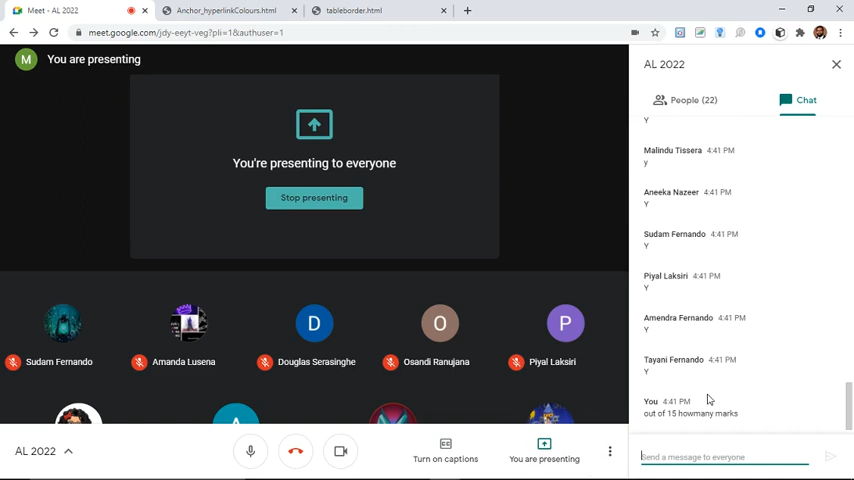 Meet - AL 2022
Anchor_hyperlinkColours.html
tableborder.html
meet.google.com/jdy-eeyt-veg?pli=1&authuser=1
M
You are presenting
You're presenting to everyone
Stop presenting
D
O
P
Sudam Fernando
Amanda Lusena
Douglas Serasinghe
Osandi Ranujana
Piyal Laksiri
A
AL 2022
Turn on captions
You are presenting
AL 2022
People (22)
Chat
Y
Malindu Tissera 4:41 PM
y
Aneeka Nazeer 4:41 PM
Y
Sudam Fernando 4:41 PM
Y
Piyal Laksiri 4:41 PM
Y
Amendra Fernando 4:41 PM
Y
Tayani Fernando 4:41 PM
Y
You 4:41 PM
out of 15 howmany marks
Send a message to everyone